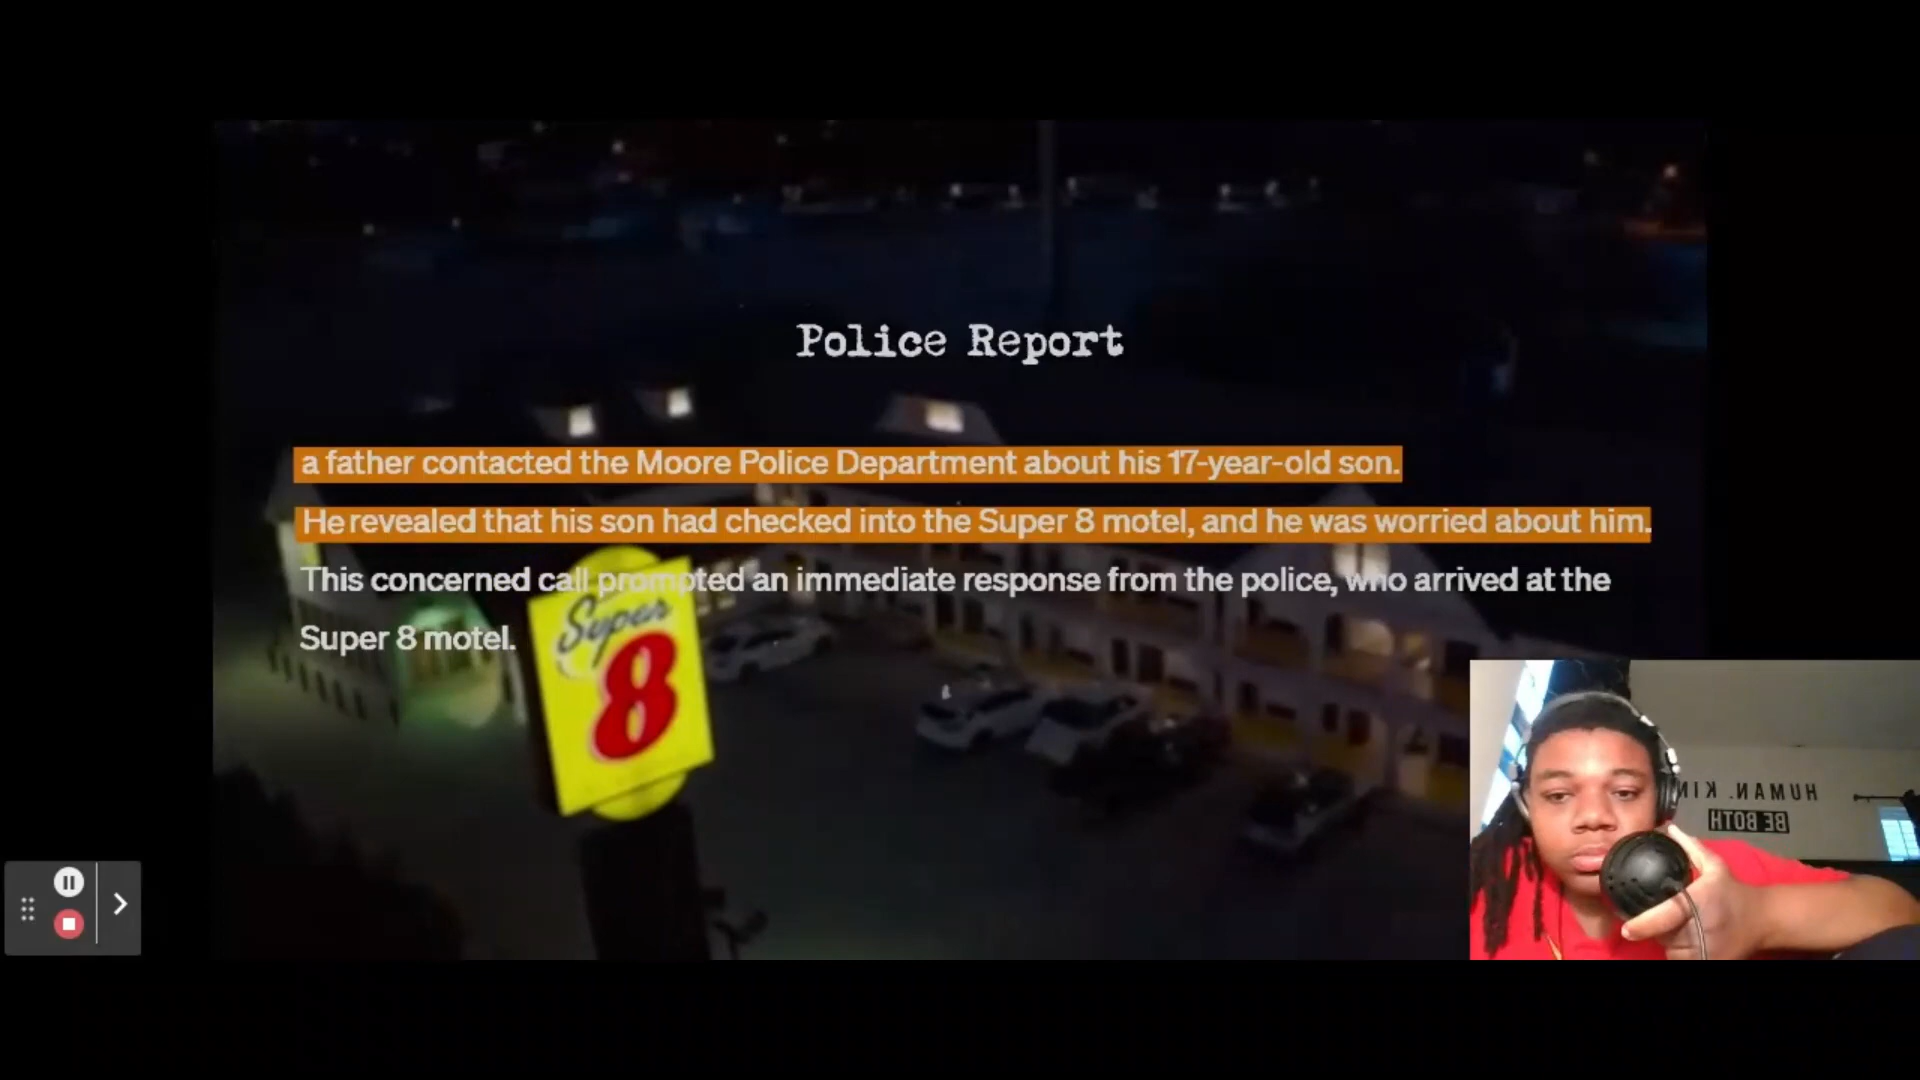 Police Report
a father contacted the Moore Police Department about his 17-year-old son.
He revealed that his son had checked into the Super 8 motel, and he was worried about him.
This concerned call prompted an immediate response from the police, who arrived at the
Super 8 motel.
Super
8
HUMAN. KIN
BE BOTH